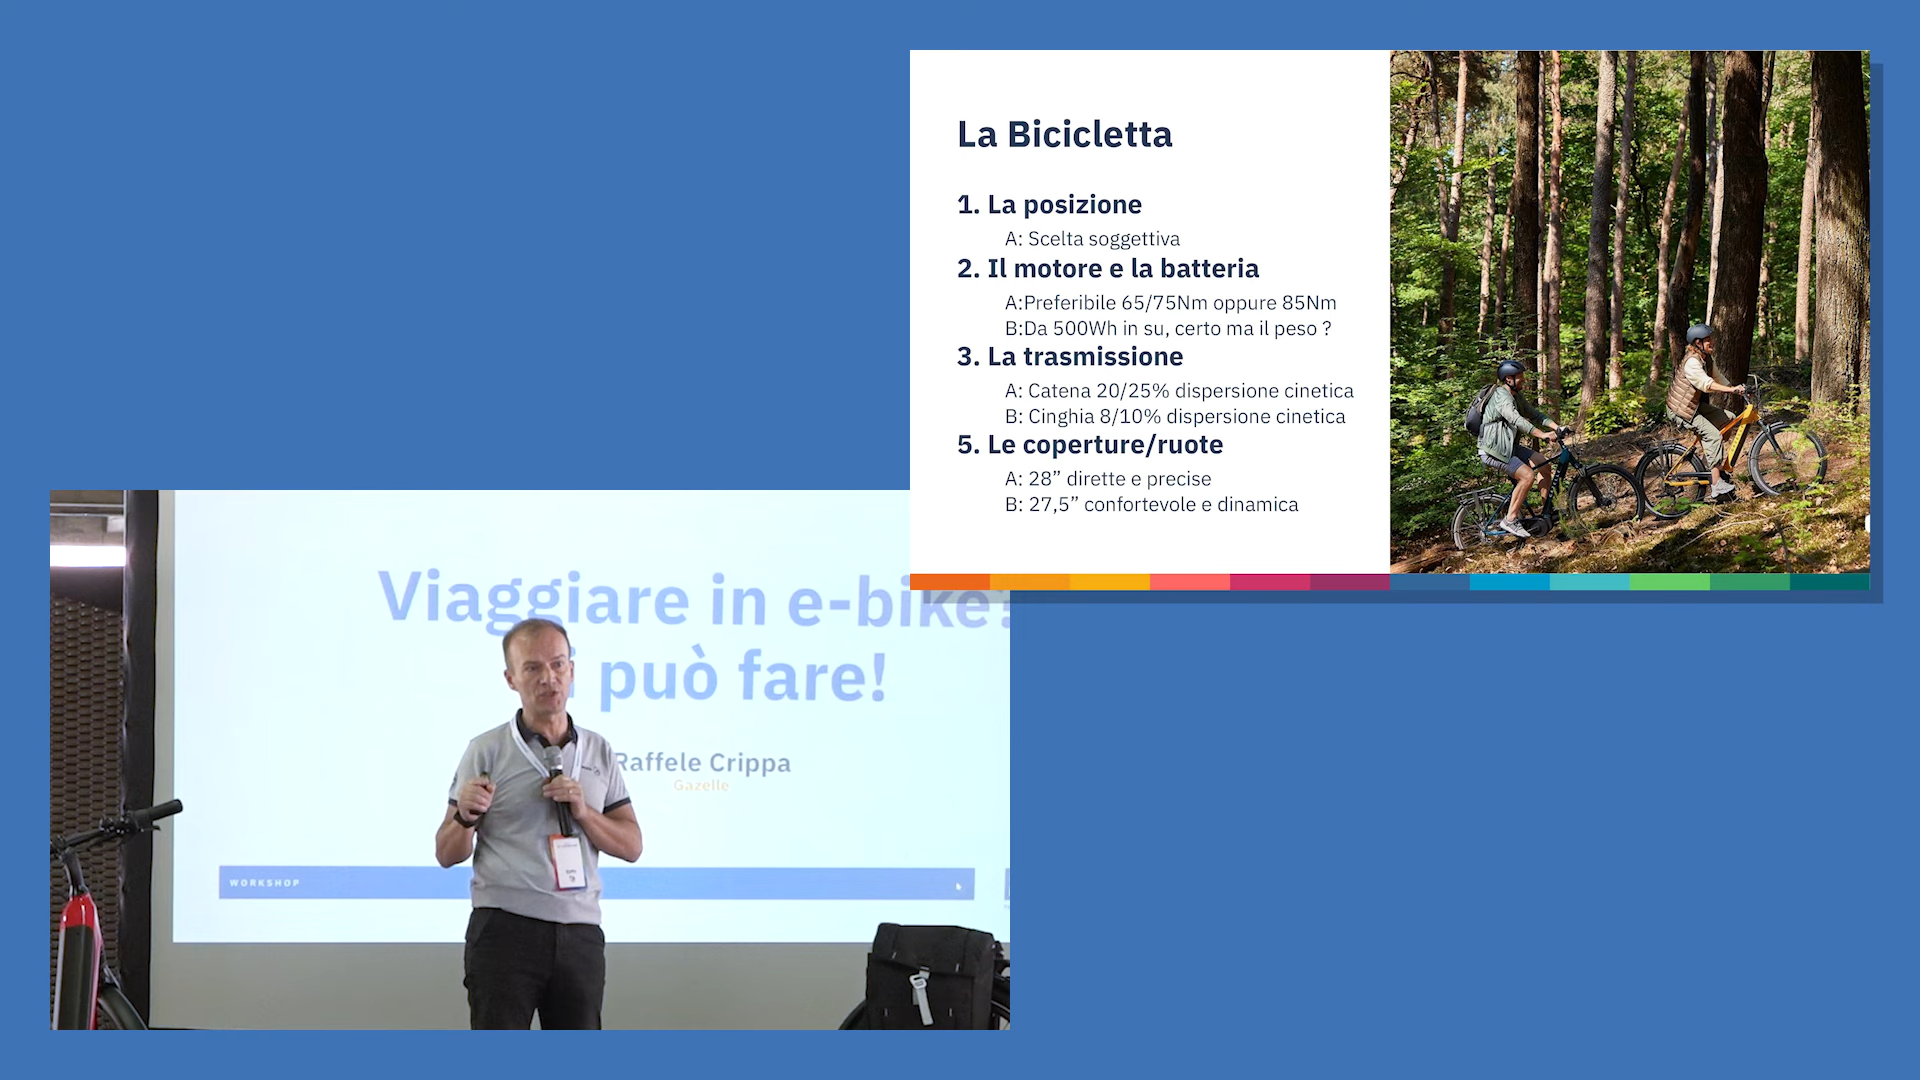 La Bicicletta
1. La posizione
A: Scelta soggettiva
2. Il motore e la batteria
A:Preferibile 65/75Nm oppure 85Nm
B:Da 500Wh in su, certo ma il peso ?
3. La trasmissione
A: Catena 20/25% dispersione cinetica
B: Cinghia 8/10% dispersione cinetica
5. Le coperture/ruote
A: 28” dirette e precise
B: 27,5” confortevole e dinamica
Viaggiare in e-bike?
i può fare!
Raffele Crippa
Gazelle
WORKSHOP